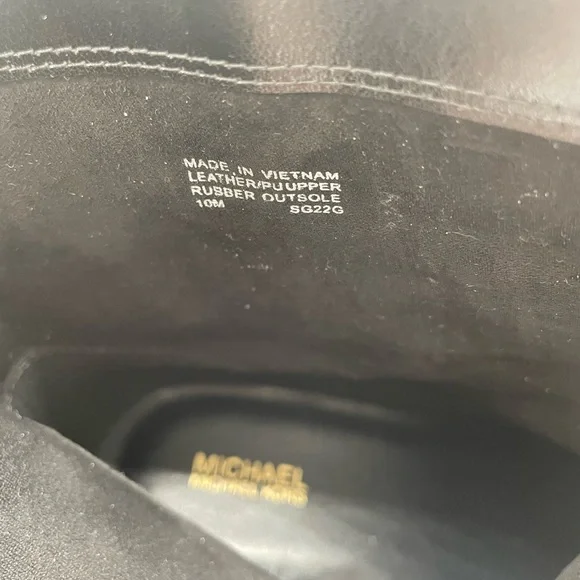 MADE IN VIETNAM
LEATHER/PU UPPER
RUBBER OUTSOLE
10M SG22G
MICHAEL